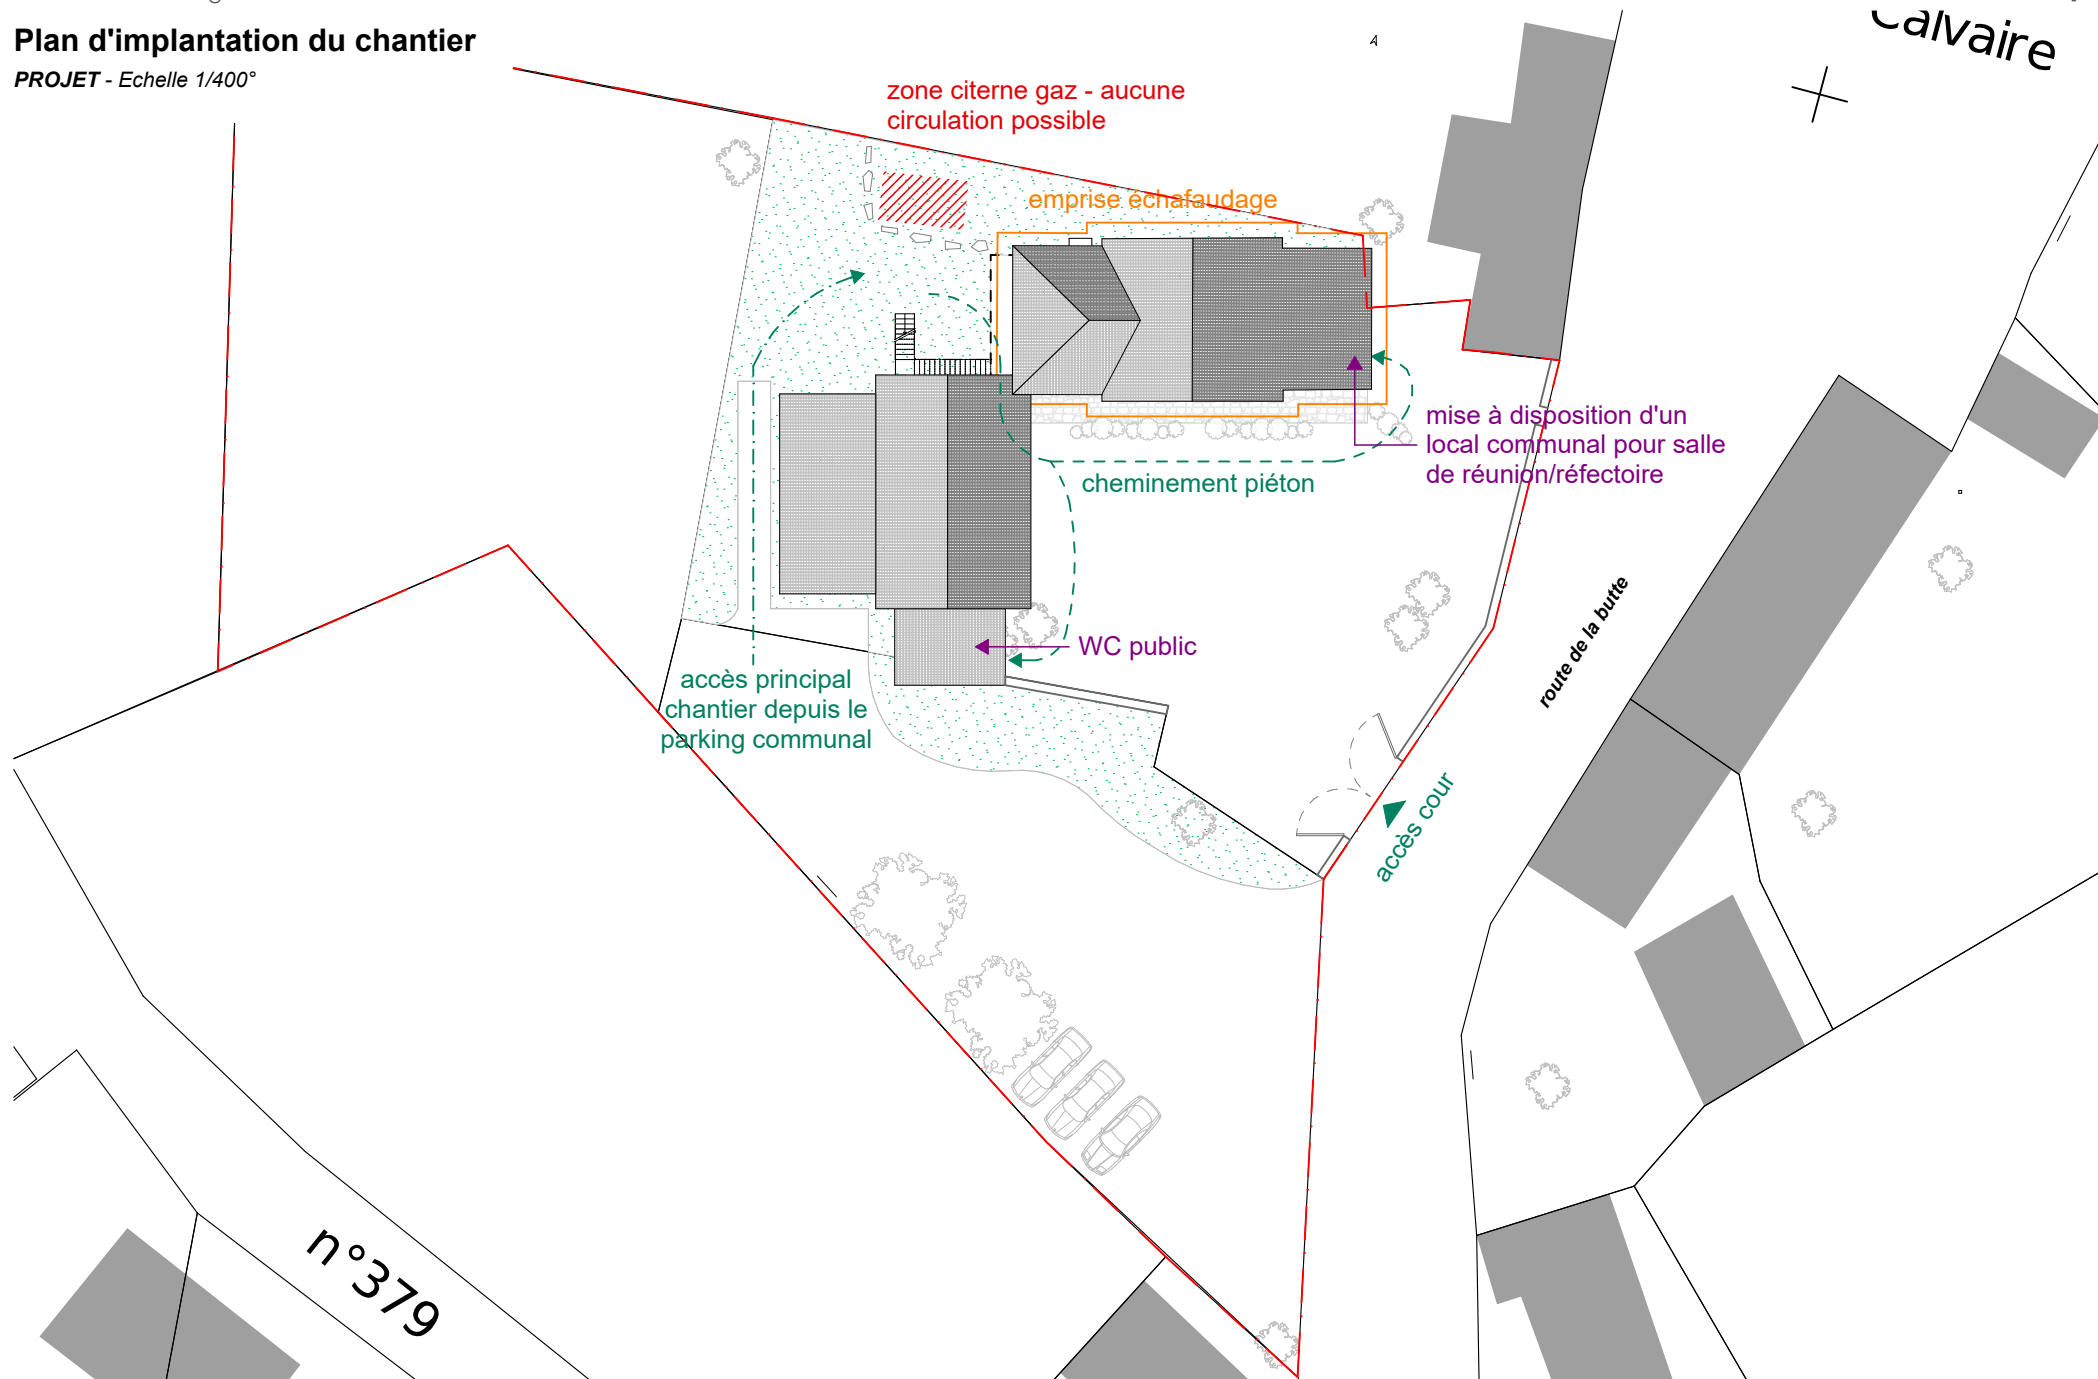 Plan d'implantation du chantier
PROJET - Echelle 1/400°
Calvaire
zone citerne gaz - aucune
circulation possible
emprise échafaudage
mise à disposition d'un
local communal pour salle
de réunion/réfectoire
cheminement piéton
WC public
accès principal
chantier depuis le
parking communal
route de la butte
accès cour
n°379